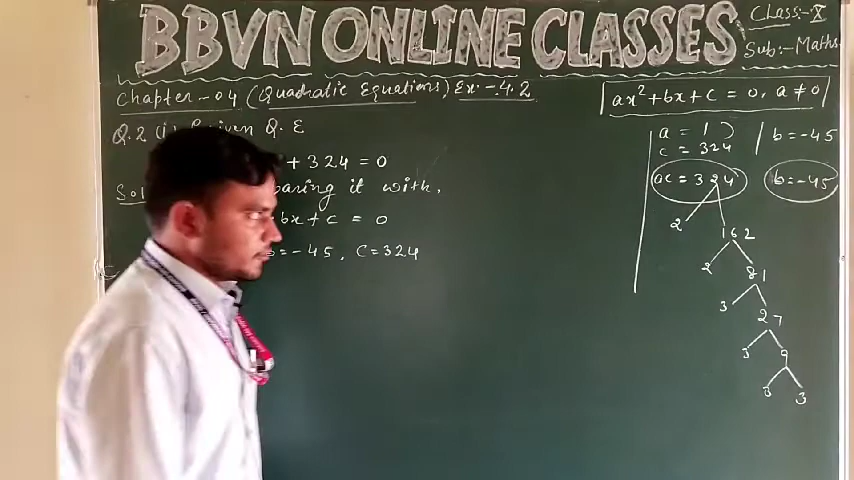 BBVN ONLINE CLASSES
Class:-X
Sub:-Maths
Chapter-04 (Quadratic Equations) Ex:-4.2
ax²+bx+c = 0, a ≠ 0
Q.2 (i) Q. E
+ 324 = 0
Sol it with,
bx + c = 0
b = -45, c = 324
a = 1
c = 324
b = -45
ac = 324
b = -45
2
162
2
81
3
27
3
9
3
3